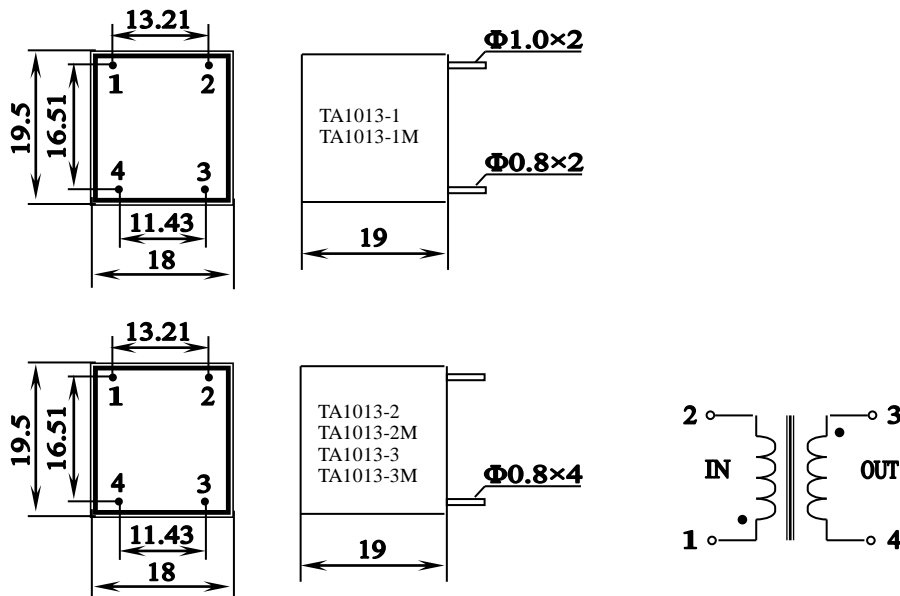 13.21
Φ1.0×2
1 2
19.5
16.51
TA1013-1
TA1013-1M
Φ0.8×2
4 3
11.43
19
18
13.21
1 2
19.5
16.51
TA1013-2
TA1013-2M
TA1013-3
TA1013-3M
Φ0.8×4
4 3
11.43
19
18
2 3
IN OUT
1 4